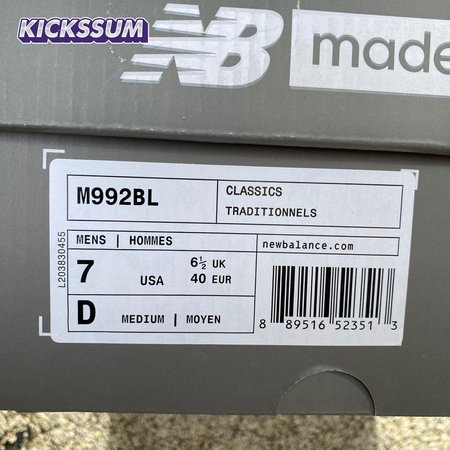 KICKSSUM
NB made
M992BL
CLASSICS
TRADITIONNELS
MENS | HOMMES
newbalance.com
7 USA 6½ UK
40 EUR
D MEDIUM | MOYEN
8 89516 52351 3
L203830455